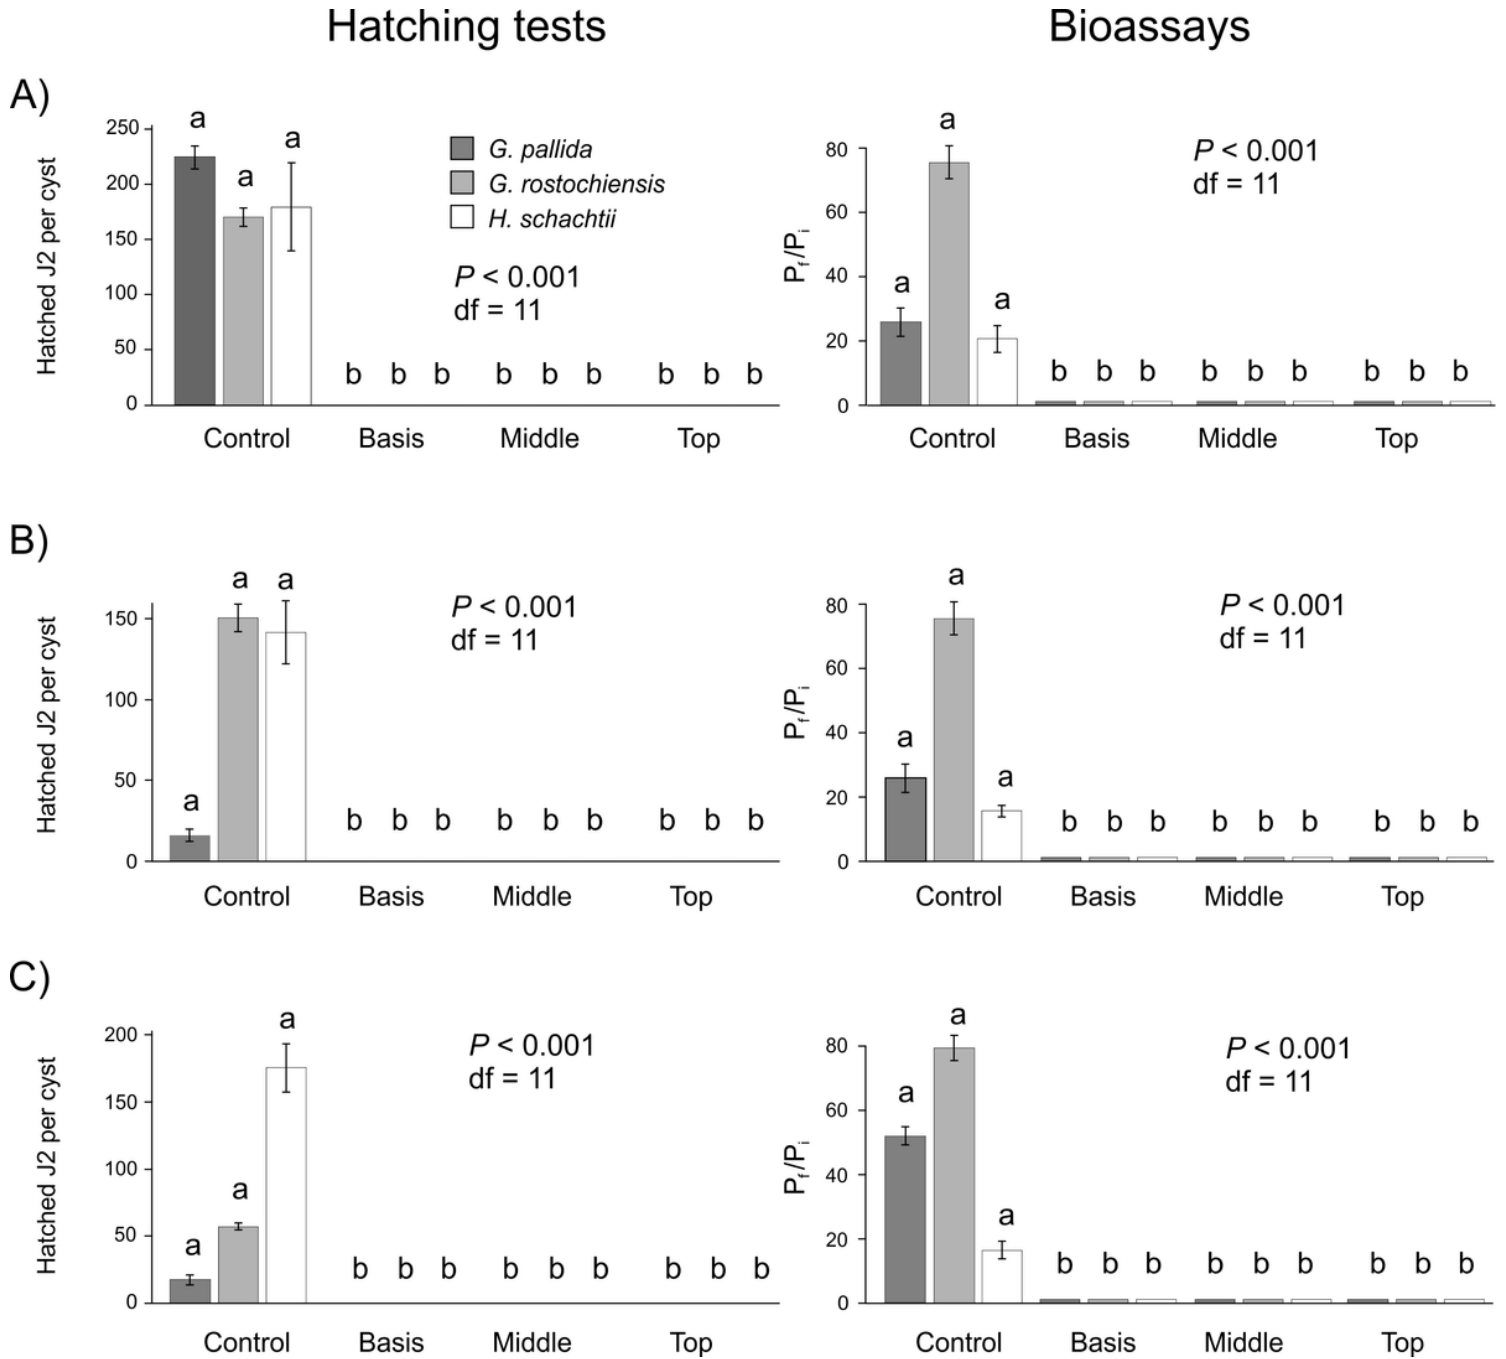 Hatching tests
Bioassays
A)
Hatched J2 per cyst
250
200
150
100
50
0
a a a
b b b b b b b b b
G. pallida
G. rostochiensis
H. schachtii
P < 0.001
df = 11
Control Basis Middle Top
Pf/Pi
80
60
40
20
0
a a a
b b b b b b b b b
P < 0.001
df = 11
Control Basis Middle Top
B)
Hatched J2 per cyst
150
100
50
0
a a a
b b b b b b b b b
P < 0.001
df = 11
Control Basis Middle Top
Pf/Pi
80
60
40
20
0
a a a
b b b b b b b b b
P < 0.001
df = 11
Control Basis Middle Top
C)
Hatched J2 per cyst
200
150
100
50
0
a a a
b b b b b b b b b
P < 0.001
df = 11
Control Basis Middle Top
Pf/Pi
80
60
40
20
0
a a a
b b b b b b b b b
P < 0.001
df = 11
Control Basis Middle Top